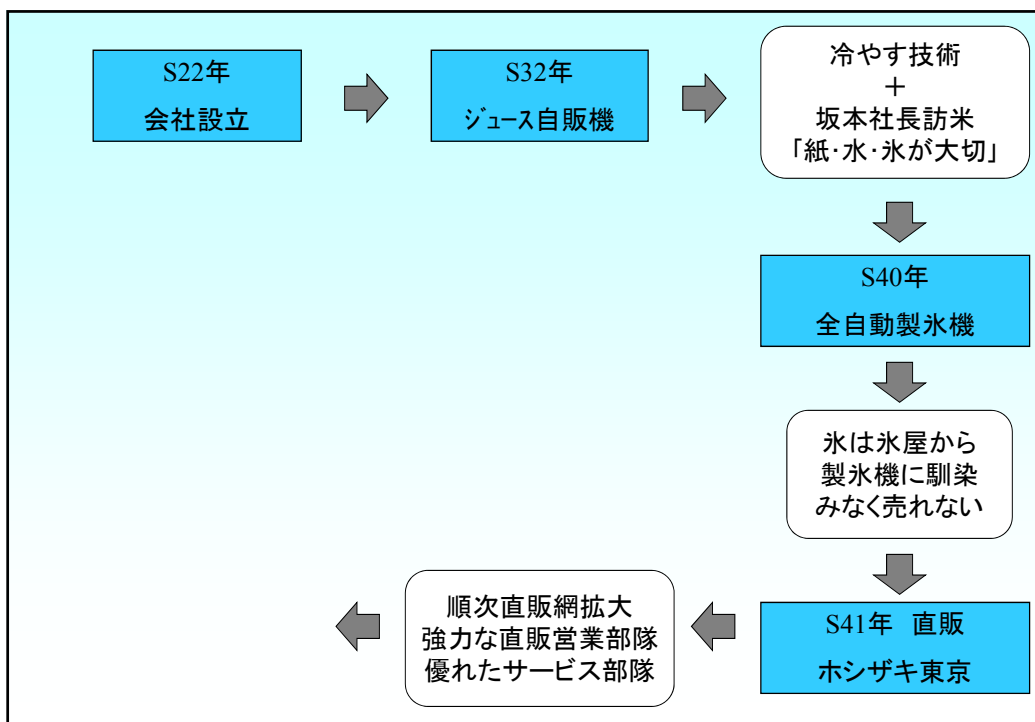 S22年
会社設立
S32年
ｼﾞｭｰｽ自販機
冷やす技術
＋
坂本社長訪米
「紙･水･氷が大切」
S40年
全自動製氷機
氷は氷屋から
製氷機に馴染
みなく売れない
S41年　直販
ホシザキ東京
順次直販網拡大
強力な直販営業部隊
優れたサービス部隊